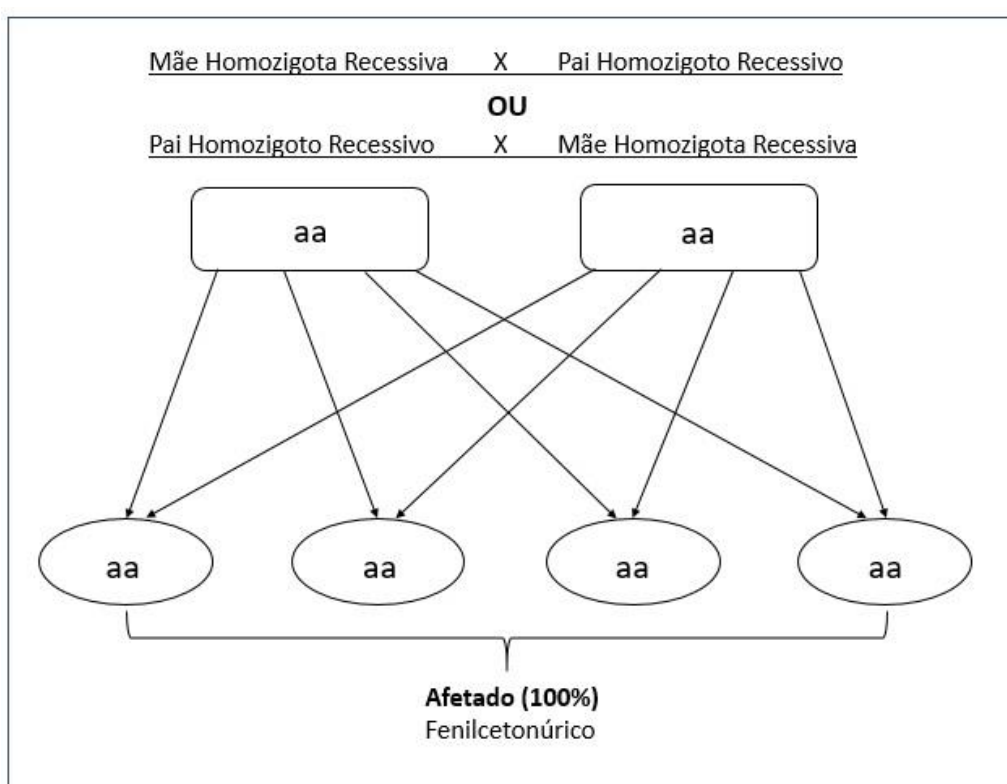 Mãe Homozigota Recessiva X Pai Homozigoto Recessivo
OU
Pai Homozigoto Recessivo X Mãe Homozigota Recessiva
aa aa
aa aa aa aa
Afetado (100%)
Fenilcetonúrico